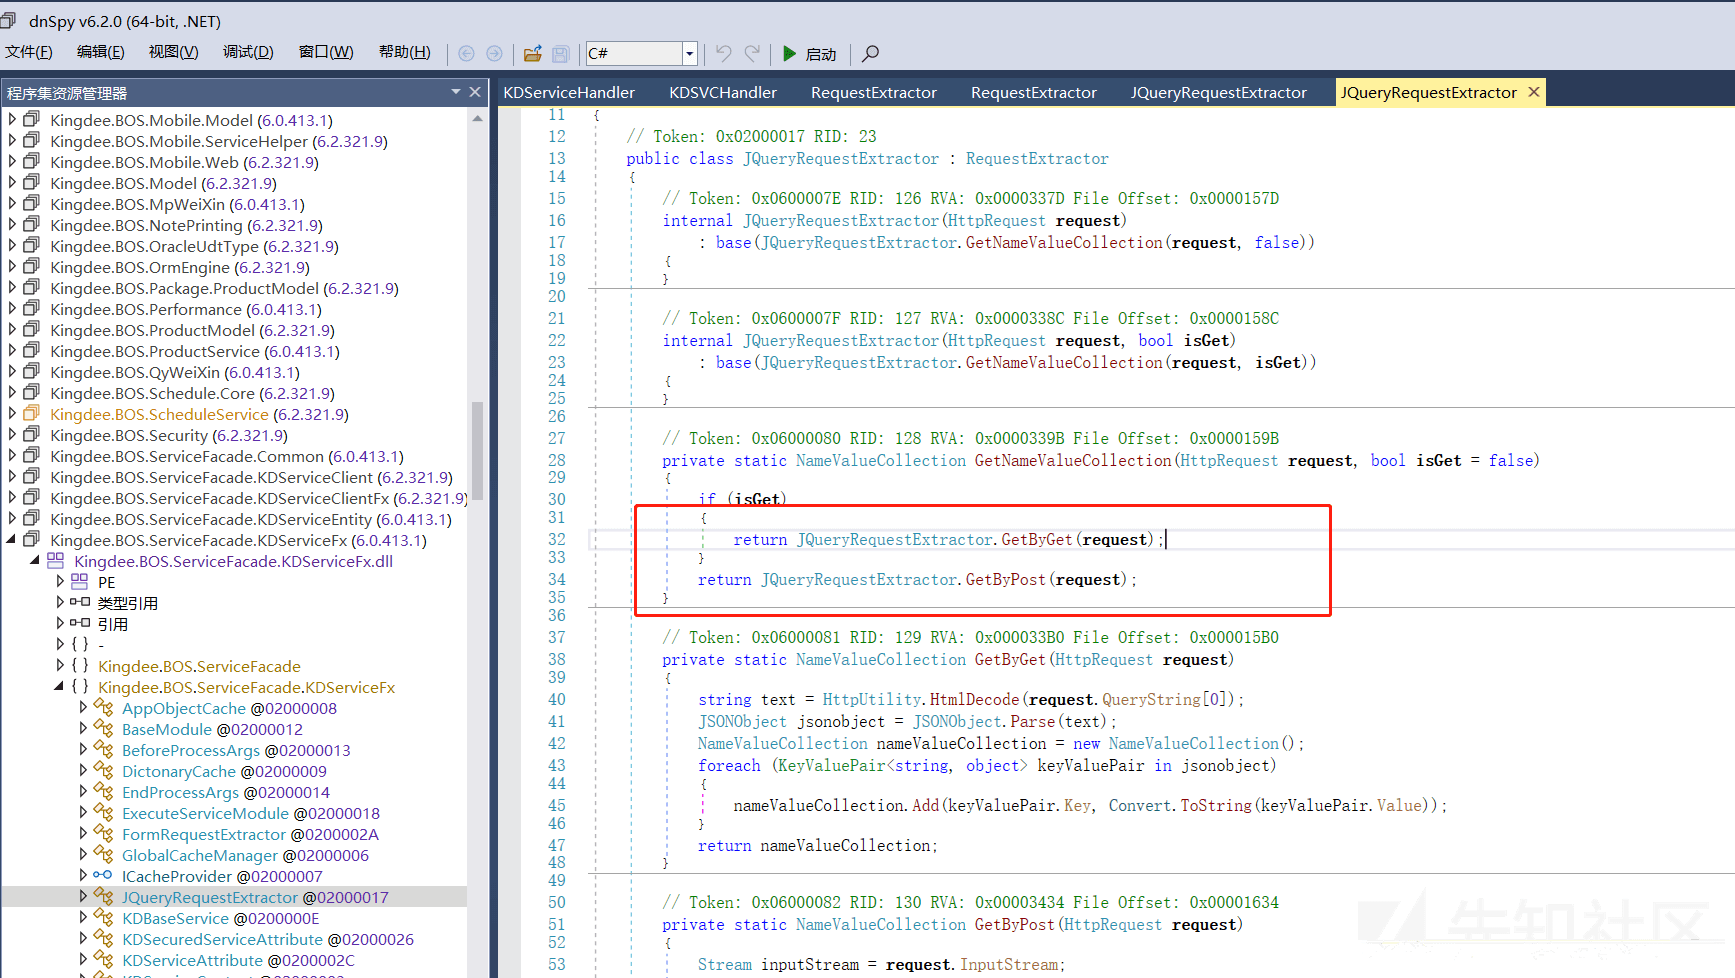 dnSpy v6.2.0 (64-bit, .NET)
文件(F) 编辑(E) 视图(V) 调试(D) 窗口(W) 帮助(H) C# 启动
程序集资源管理器
Kingdee.BOS.Mobile.Model (6.0.413.1)
Kingdee.BOS.Mobile.ServiceHelper (6.2.321.9)
Kingdee.BOS.Mobile.Web (6.2.321.9)
Kingdee.BOS.Model (6.2.321.9)
Kingdee.BOS.MpWeiXin (6.0.413.1)
Kingdee.BOS.NotePrinting (6.2.321.9)
Kingdee.BOS.OracleUdtType (6.2.321.9)
Kingdee.BOS.OrmEngine (6.2.321.9)
Kingdee.BOS.Package.ProductModel (6.2.321.9)
Kingdee.BOS.Performance (6.0.413.1)
Kingdee.BOS.ProductModel (6.2.321.9)
Kingdee.BOS.ProductService (6.0.413.1)
Kingdee.BOS.QyWeiXin (6.0.413.1)
Kingdee.BOS.Schedule.Core (6.2.321.9)
Kingdee.BOS.ScheduleService (6.2.321.9)
Kingdee.BOS.Security (6.2.321.9)
Kingdee.BOS.ServiceFacade.Common (6.0.413.1)
Kingdee.BOS.ServiceFacade.KDServiceClient (6.2.321.9)
Kingdee.BOS.ServiceFacade.KDServiceClientFx (6.2.321.9)
Kingdee.BOS.ServiceFacade.KDServiceEntity (6.0.413.1)
Kingdee.BOS.ServiceFacade.KDServiceFx (6.0.413.1)
Kingdee.BOS.ServiceFacade.KDServiceFx.dll
PE
类型引用
引用
{ } -
{ } Kingdee.BOS.ServiceFacade
{ } Kingdee.BOS.ServiceFacade.KDServiceFx
AppObjectCache @02000008
BaseModule @02000012
BeforeProcessArgs @02000013
DictonaryCache @02000009
EndProcessArgs @02000014
ExecuteServiceModule @02000018
FormRequestExtractor @0200002A
GlobalCacheManager @02000006
ICacheProvider @02000007
JQueryRequestExtractor @02000017
KDBaseService @0200000E
KDSecuredServiceAttribute @02000026
KDServiceAttribute @0200002C
KDServiceHandler KDSVCHandler RequestExtractor RequestExtractor JQueryRequestExtractor JQueryRequestExtractor
11 {
12 // Token: 0x02000017 RID: 23
13 public class JQueryRequestExtractor : RequestExtractor
14 {
15 // Token: 0x0600007E RID: 126 RVA: 0x0000337D File Offset: 0x0000157D
16 internal JQueryRequestExtractor(HttpRequest request)
17 : base(JQueryRequestExtractor.GetNameValueCollection(request, false))
18 {
19 }
20
21 // Token: 0x0600007F RID: 127 RVA: 0x0000338C File Offset: 0x0000158C
22 internal JQueryRequestExtractor(HttpRequest request, bool isGet)
23 : base(JQueryRequestExtractor.GetNameValueCollection(request, isGet))
24 {
25 }
26
27 // Token: 0x06000080 RID: 128 RVA: 0x0000339B File Offset: 0x0000159B
28 private static NameValueCollection GetNameValueCollection(HttpRequest request, bool isGet = false)
29 {
30 if (isGet)
31 {
32 return JQueryRequestExtractor.GetByGet(request);
33 }
34 return JQueryRequestExtractor.GetByPost(request);
35 }
36
37 // Token: 0x06000081 RID: 129 RVA: 0x000033B0 File Offset: 0x000015B0
38 private static NameValueCollection GetByGet(HttpRequest request)
39 {
40 string text = HttpUtility.HtmlDecode(request.QueryString[0]);
41 JSONObject jsonobject = JSONObject.Parse(text);
42 NameValueCollection nameValueCollection = new NameValueCollection();
43 foreach (KeyValuePair<string, object> keyValuePair in jsonobject)
44 {
45 nameValueCollection.Add(keyValuePair.Key, Convert.ToString(keyValuePair.Value));
46 }
47 return nameValueCollection;
48 }
49
50 // Token: 0x06000082 RID: 130 RVA: 0x00003434 File Offset: 0x00001634
51 private static NameValueCollection GetByPost(HttpRequest request)
52 {
53 Stream inputStream = request.InputStream;
先知社区